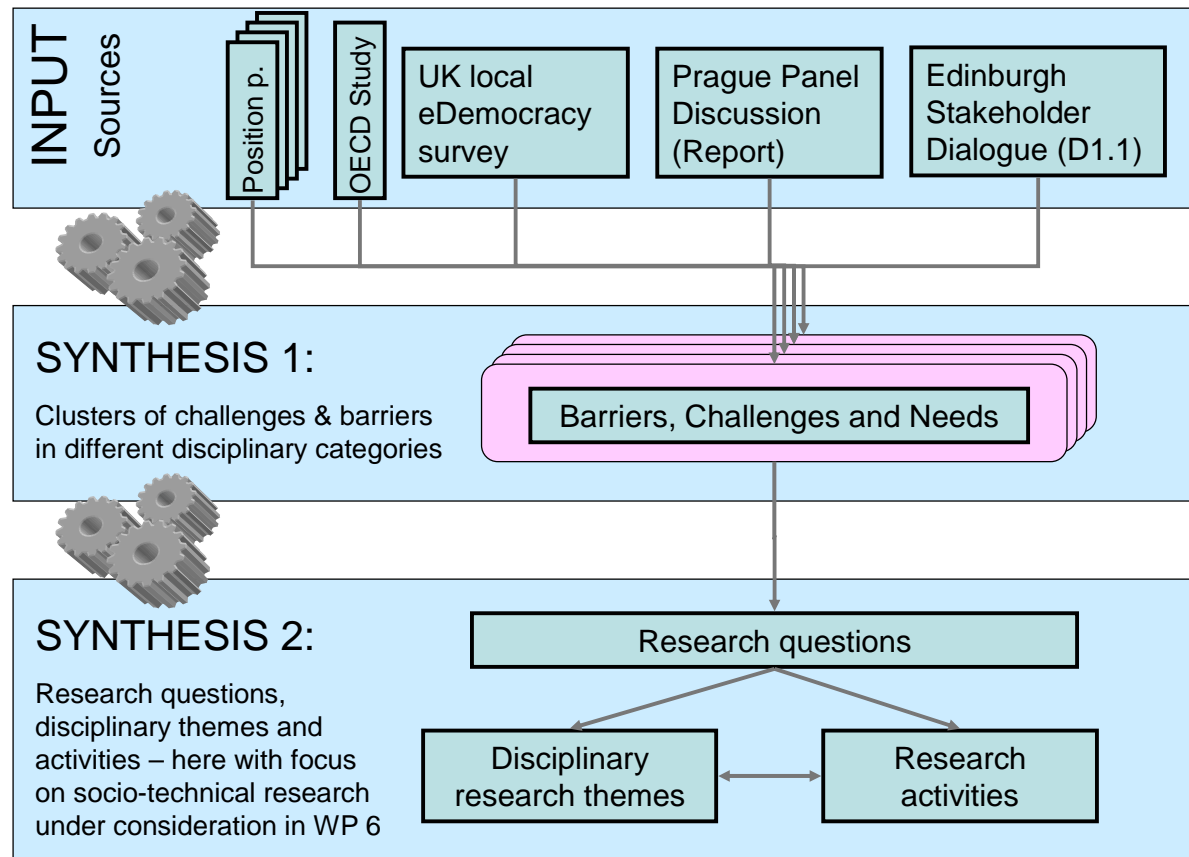 INPUT
Sources
Position p.
OECD Study
UK local
eDemocracy
survey
Prague Panel
Discussion
(Report)
Edinburgh
Stakeholder
Dialogue (D1.1)
SYNTHESIS 1:
Clusters of challenges & barriers
in different disciplinary categories
Barriers, Challenges and Needs
SYNTHESIS 2:
Research questions,
disciplinary themes and
activities – here with focus
on socio-technical research
under consideration in WP 6
Research questions
Disciplinary
research themes
Research
activities